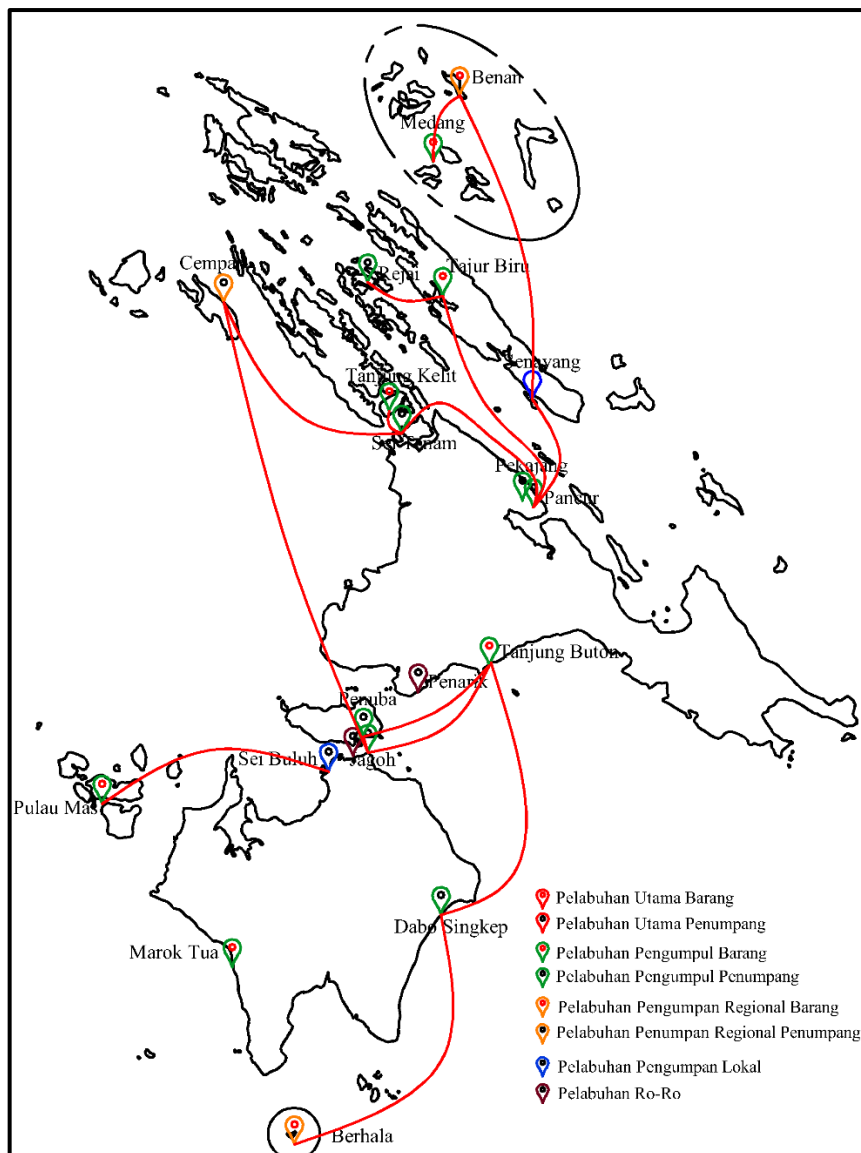 Benan
Medang
Cempa
Rejai
Tajur Biru
Senayang
Tanjung Kelit
Sei Tenam
Pekajang
Pancur
Tanjung Buton
Penarik
Penuba
Sei Buluh
Jagoh
Pulau Mas
Dabo Singkep
Marok Tua
Berhala
Pelabuhan Utama Barang
Pelabuhan Utama Penumpang
Pelabuhan Pengumpul Barang
Pelabuhan Pengumpul Penumpang
Pelabuhan Pengumpan Regional Barang
Pelabuhan Penumpan Regional Penumpang
Pelabuhan Pengumpan Lokal
Pelabuhan Ro-Ro